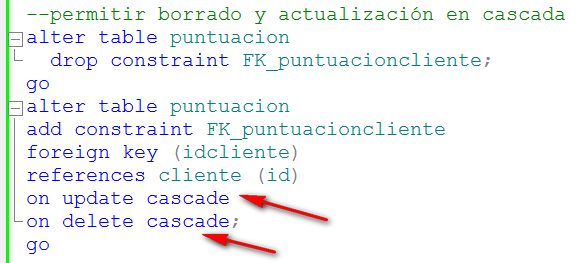 --permitir borrado y actualización en cascada
alter table puntuacion
drop constraint FK_puntuacioncliente;
go
alter table puntuacion
add constraint FK_puntuacioncliente
foreign key (idcliente)
references cliente (id)
on update cascade
on delete cascade;
go